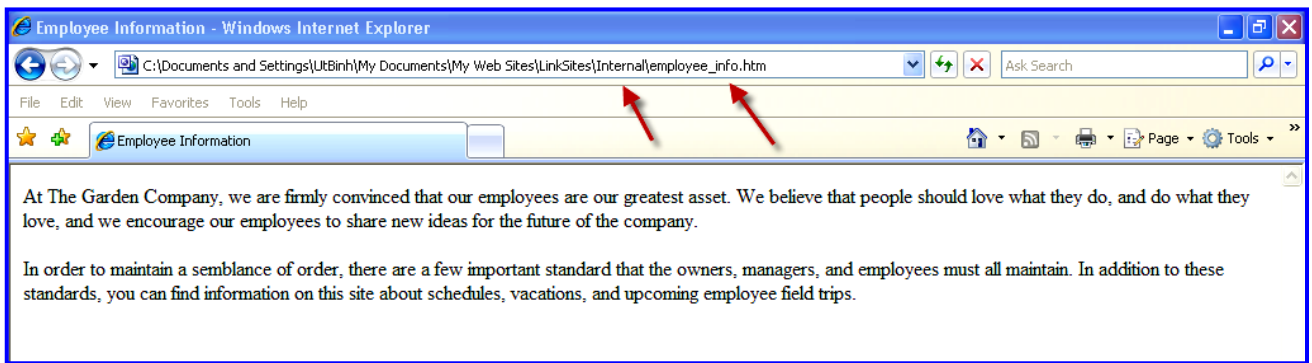 Employee Information - Windows Internet Explorer
C:\Documents and Settings\UtBinh\My Documents\My Web Sites\LinkSites\Internal\employee_info.htm
Ask Search
File Edit View Favorites Tools Help
Employee Information
Page Tools »
At The Garden Company, we are firmly convinced that our employees are our greatest asset. We believe that people should love what they do, and do what they
love, and we encourage our employees to share new ideas for the future of the company.
In order to maintain a semblance of order, there are a few important standard that the owners, managers, and employees must all maintain. In addition to these
standards, you can find information on this site about schedules, vacations, and upcoming employee field trips.